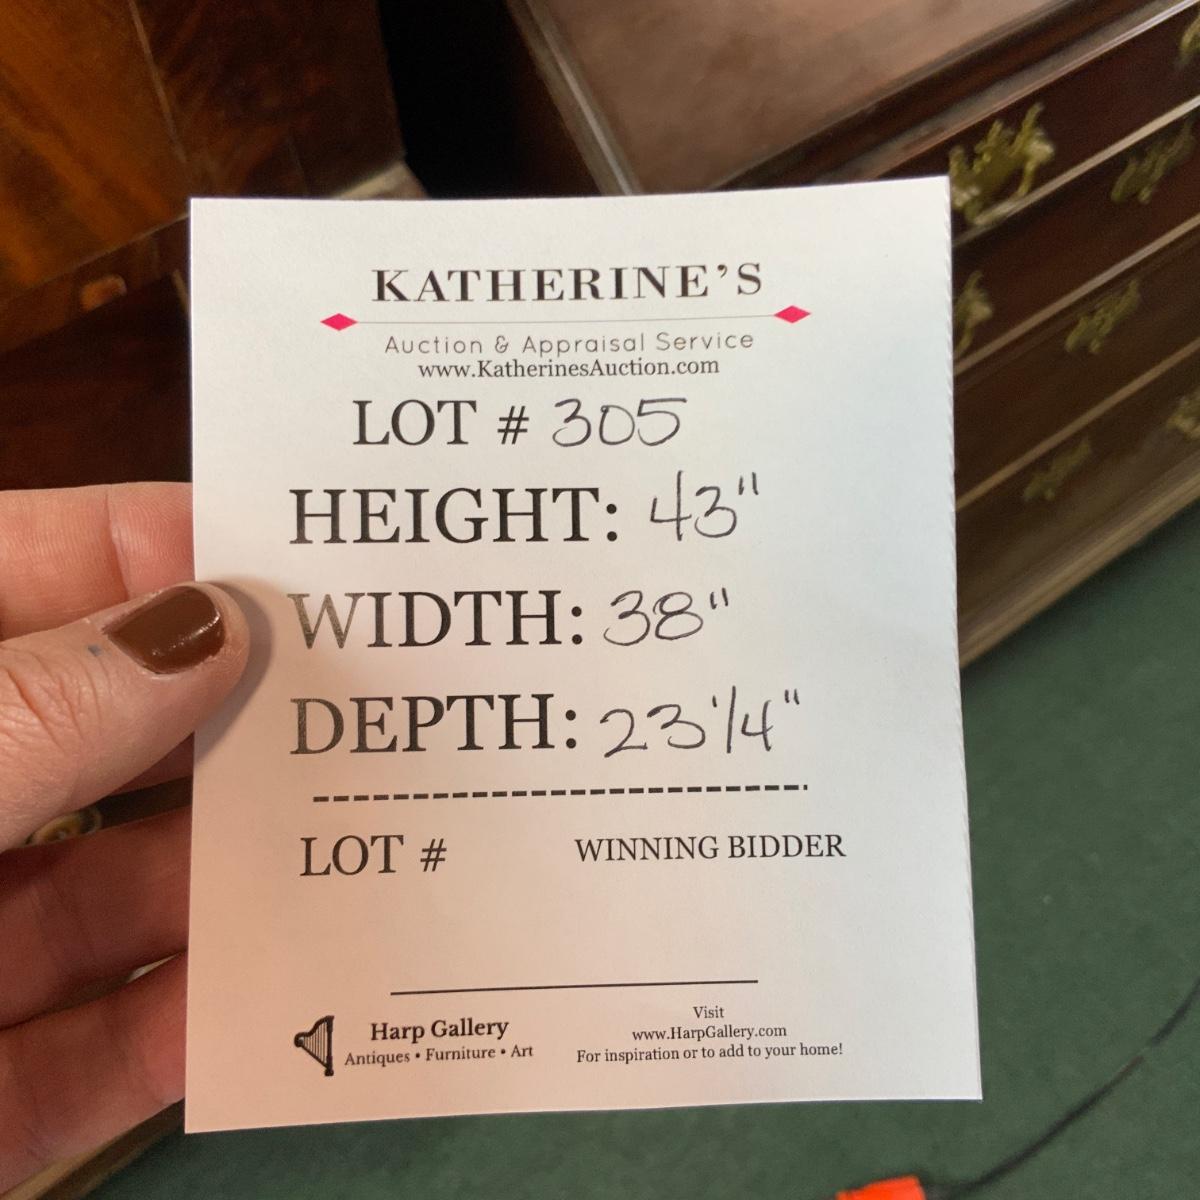 KATHERINE'S
Auction & Appraisal Service
www.KatherinesAuction.com
LOT # 305
HEIGHT: 43"
WIDTH: 38"
DEPTH: 23 1/4"
LOT # WINNING BIDDER
Harp Gallery
Antiques • Furniture • Art
Visit
www.HarpGallery.com
For inspiration or to add to your home!